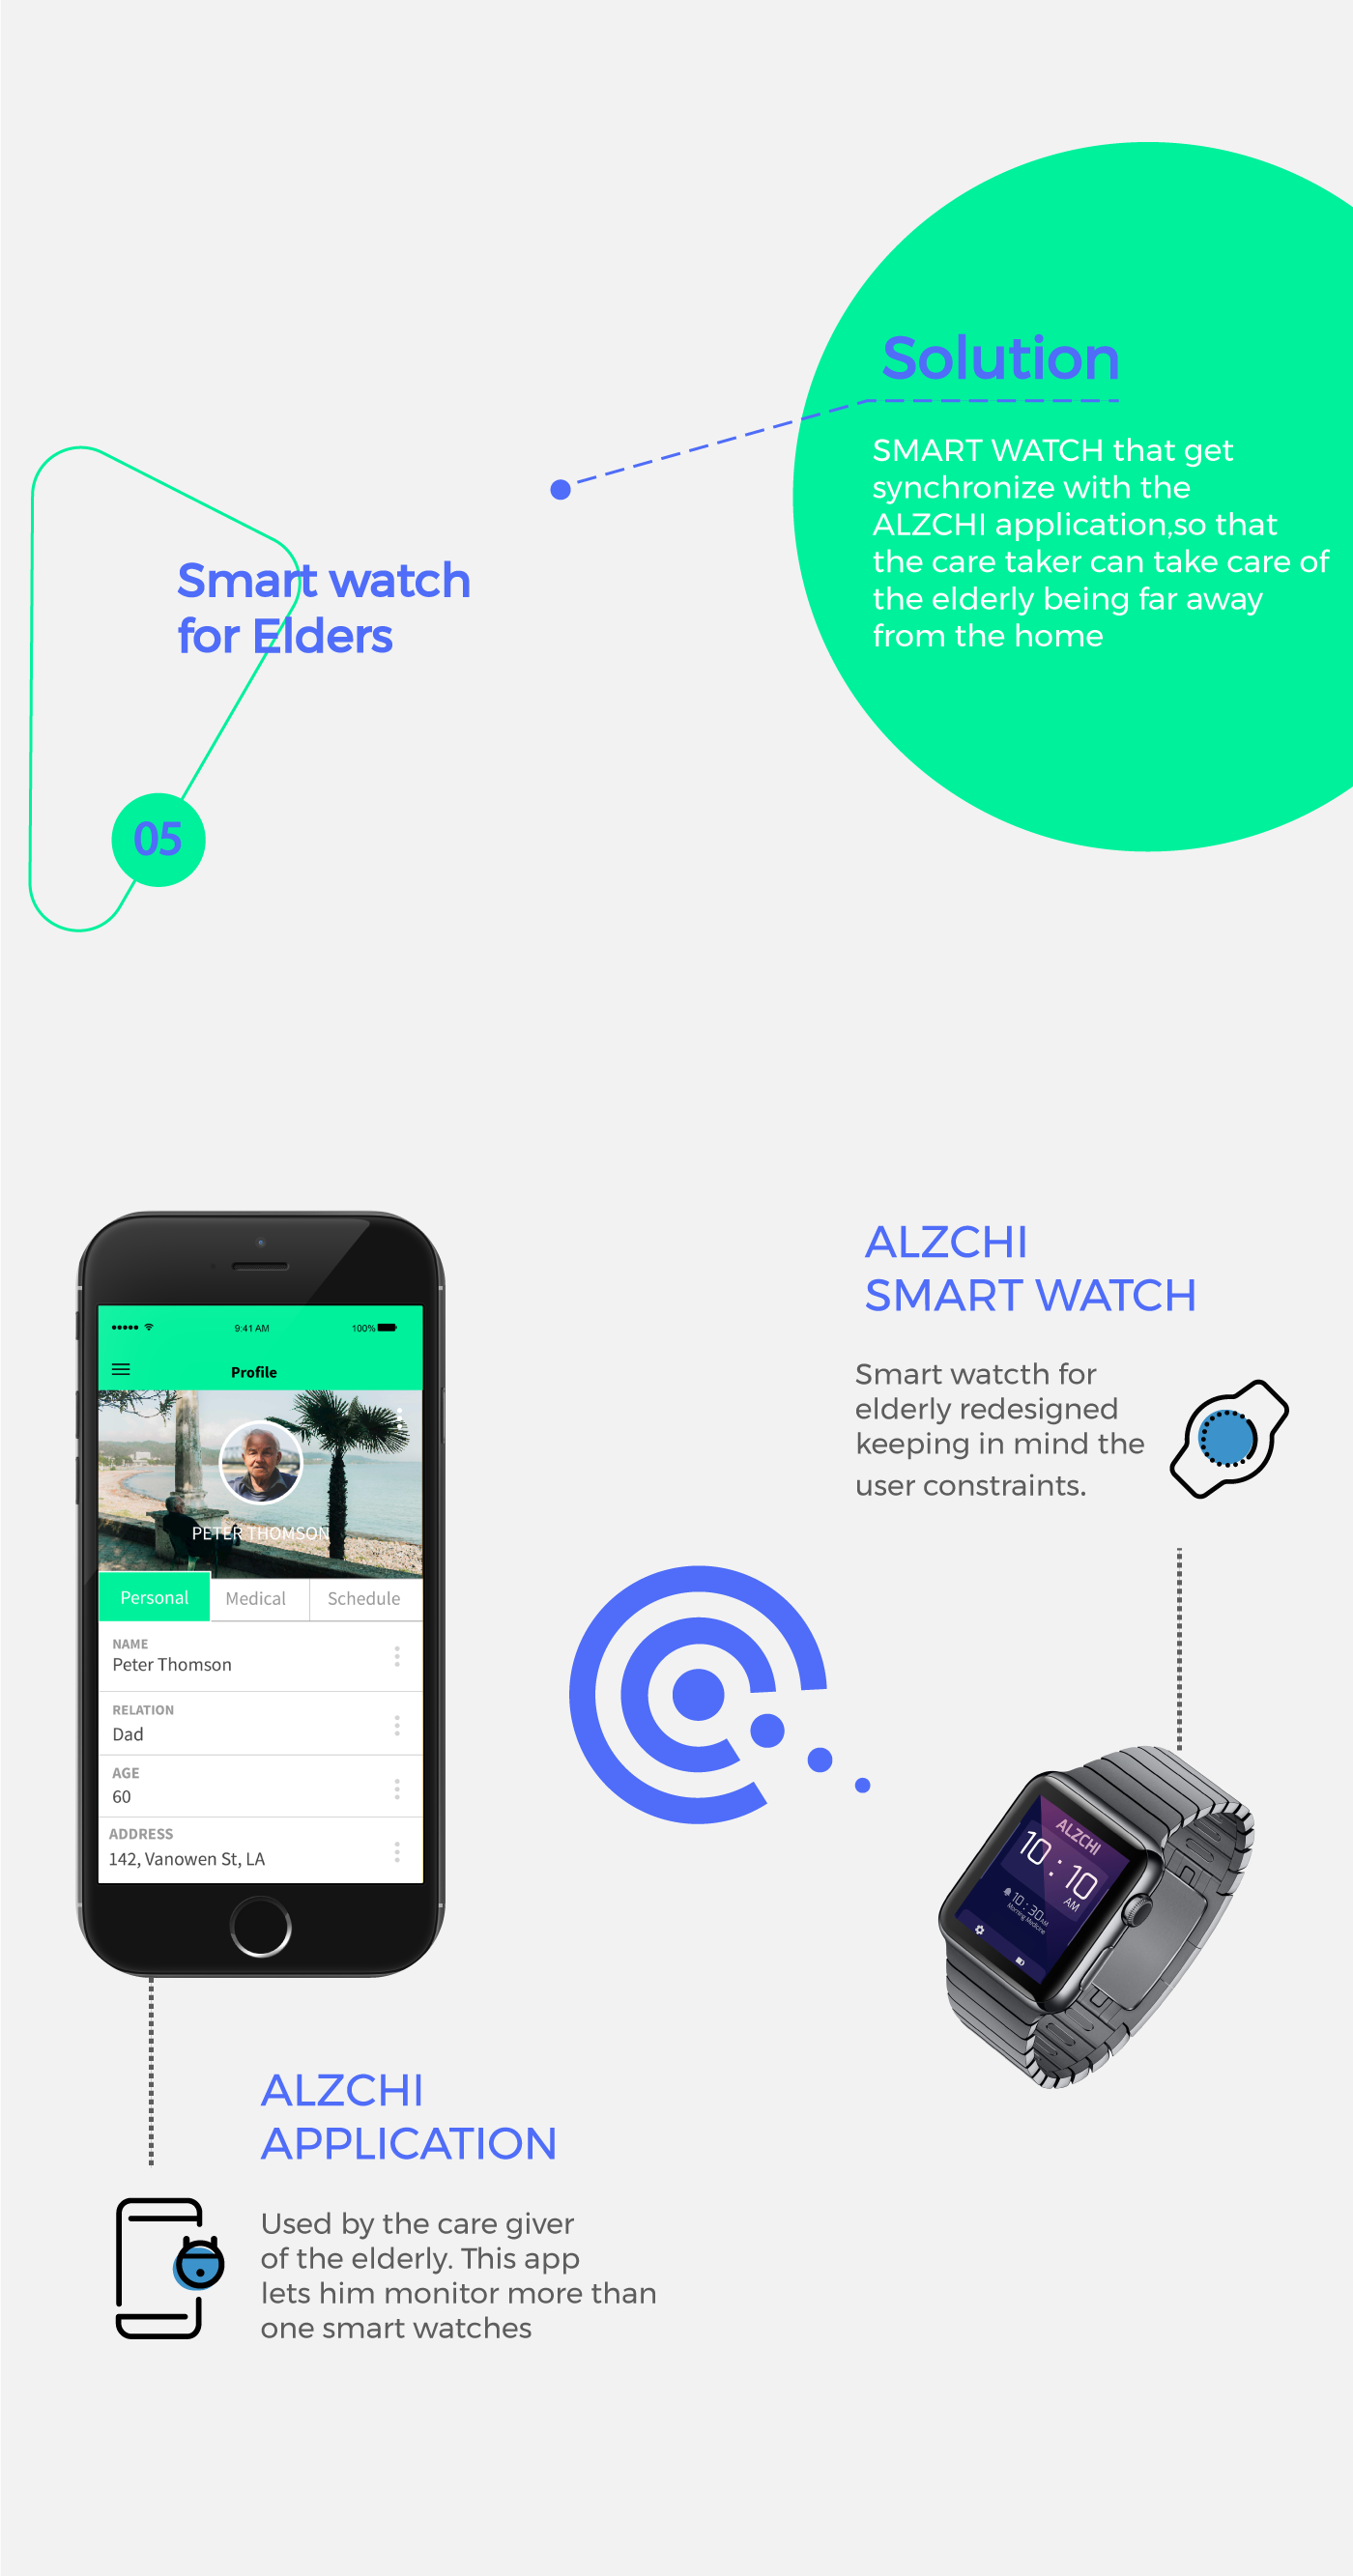 Solution
SMART WATCH that get
synchronize with the
ALZCHI application,so that
the care taker can take care of
the elderly being far away
from the home
Smart watch
for Elders
05
ALZCHI
SMART WATCH
Smart watcth for
elderly redesigned
keeping in mind the
user constraints.
9:41 AM
100%
Profile
PETER THOMSON
Personal
Medical
Schedule
NAME
Peter Thomson
RELATION
Dad
AGE
60
ADDRESS
142, Vanowen St, LA
ALZCHI
10 : 10
AM
10 : 30 AM
Morning Medicine
ALZCHI
APPLICATION
Used by the care giver
of the elderly. This app
lets him monitor more than
one smart watches